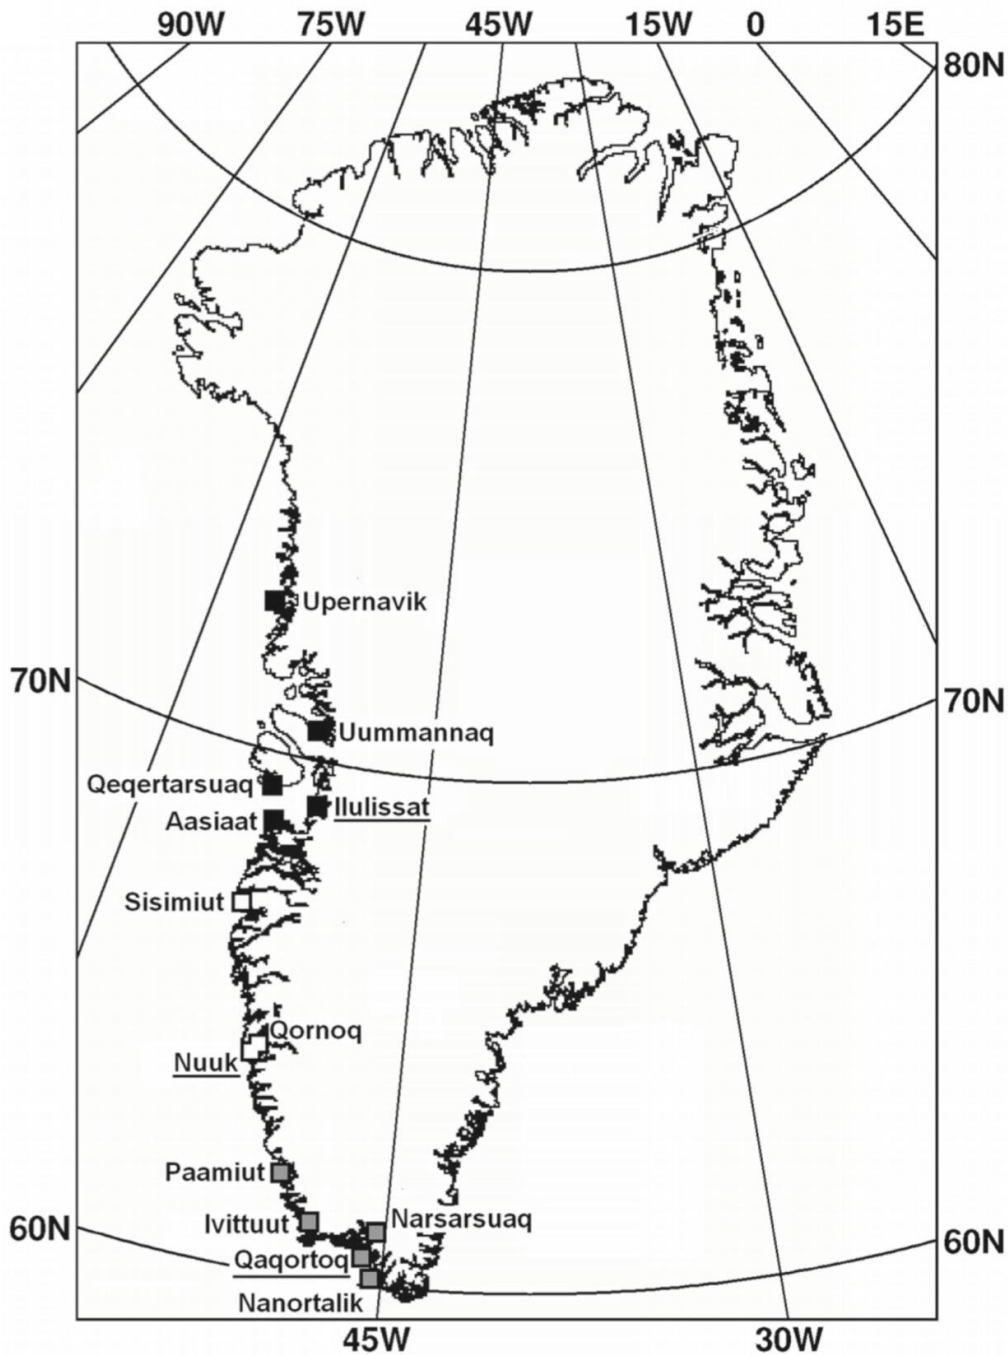 90W 75W 45W 15W 0 15E
80N
Upernavik
70N 70N
Uummannaq
Qeqertarsuaq
Ilulissat
Aasiaat
Sisimiut
Qornoq
Nuuk
Paamiut
Ivittuut Narsarsuaq
60N 60N
Qaqortoq
Nanortalik
45W 30W